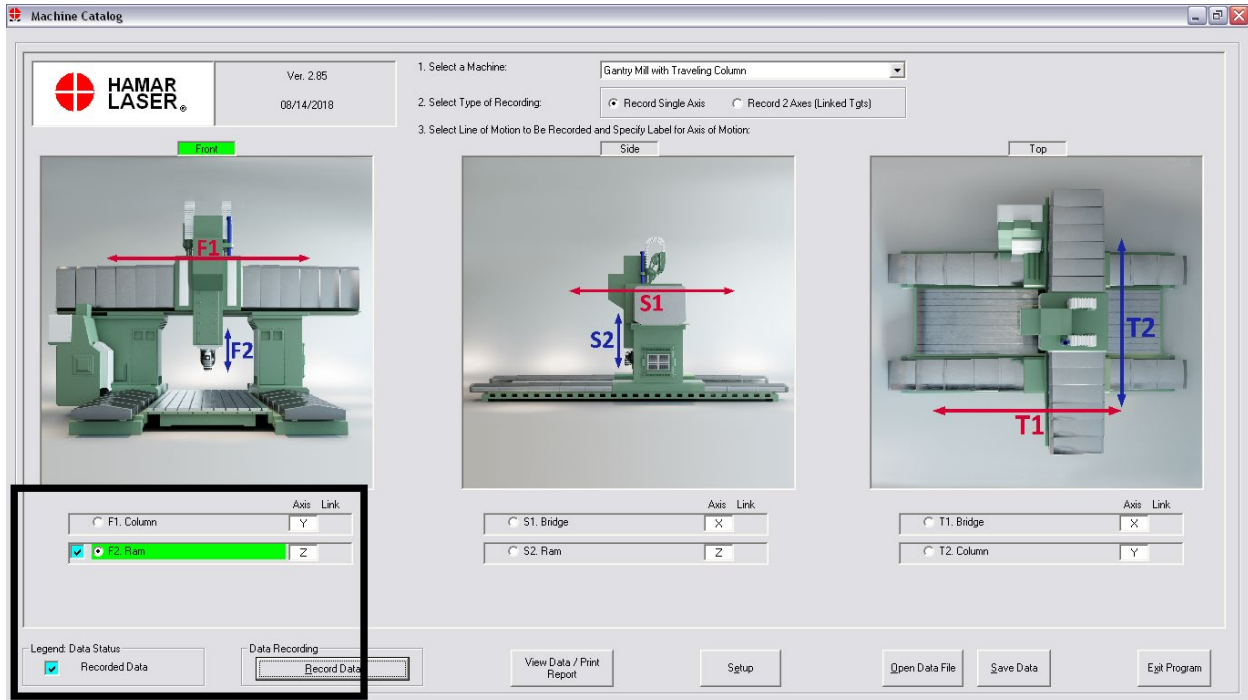 Machine Catalog
HAMAR
LASER®
Ver. 2.85
08/14/2018
1. Select a Machine:
Gantry Mill with Traveling Column
2. Select Type of Recording:
Record Single Axis
Record 2 Axes (Linked Tgts)
3. Select Line of Motion to Be Recorded and Specify Label for Axis of Motion:
Front
Side
Top
F1
F2
S1
S2
T1
T2
Axis Link
F1. Column Y
F2. Ram Z
Axis Link
S1. Bridge X
S2. Ram Z
Axis Link
T1. Bridge X
T2. Column Y
Legend: Data Status
Recorded Data
Data Recording
Record Data
View Data / Print
Report
Setup
Open Data File
Save Data
Exit Program